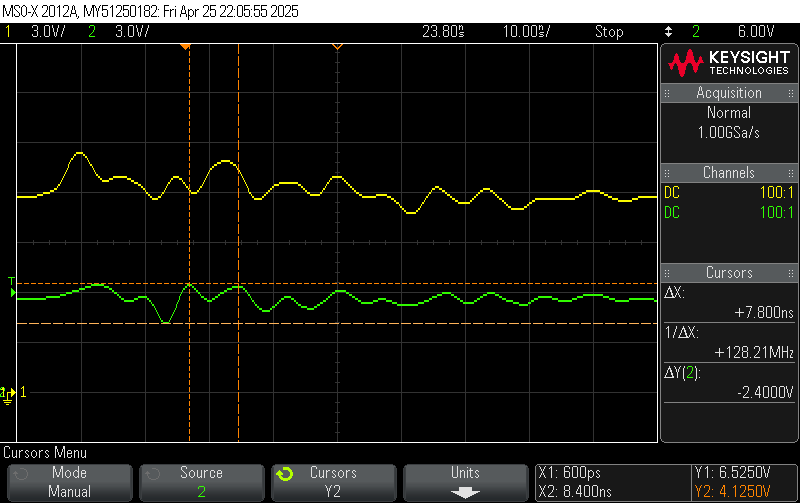 MSO-X 2012A, MY51250182: Fri Apr 25 22:05:55 2025
1 3.0V/ 2 3.0V/ 23.80s 10.00s/ Stop 2 6.00V
KEYSIGHT
TECHNOLOGIES
Acquisition
Normal
1.00GSa/s
Channels
DC 100:1
DC 100:1
Cursors
ΔX:
+7.800ns
1/ΔX:
+128.21MHz
ΔY(2):
-2.4000V
T
2
1
Cursors Menu
Mode
Manual
Source
2
Cursors
Y2
Units
X1: 600ps
X2: 8.400ns
Y1: 6.5250V
Y2: 4.1250V